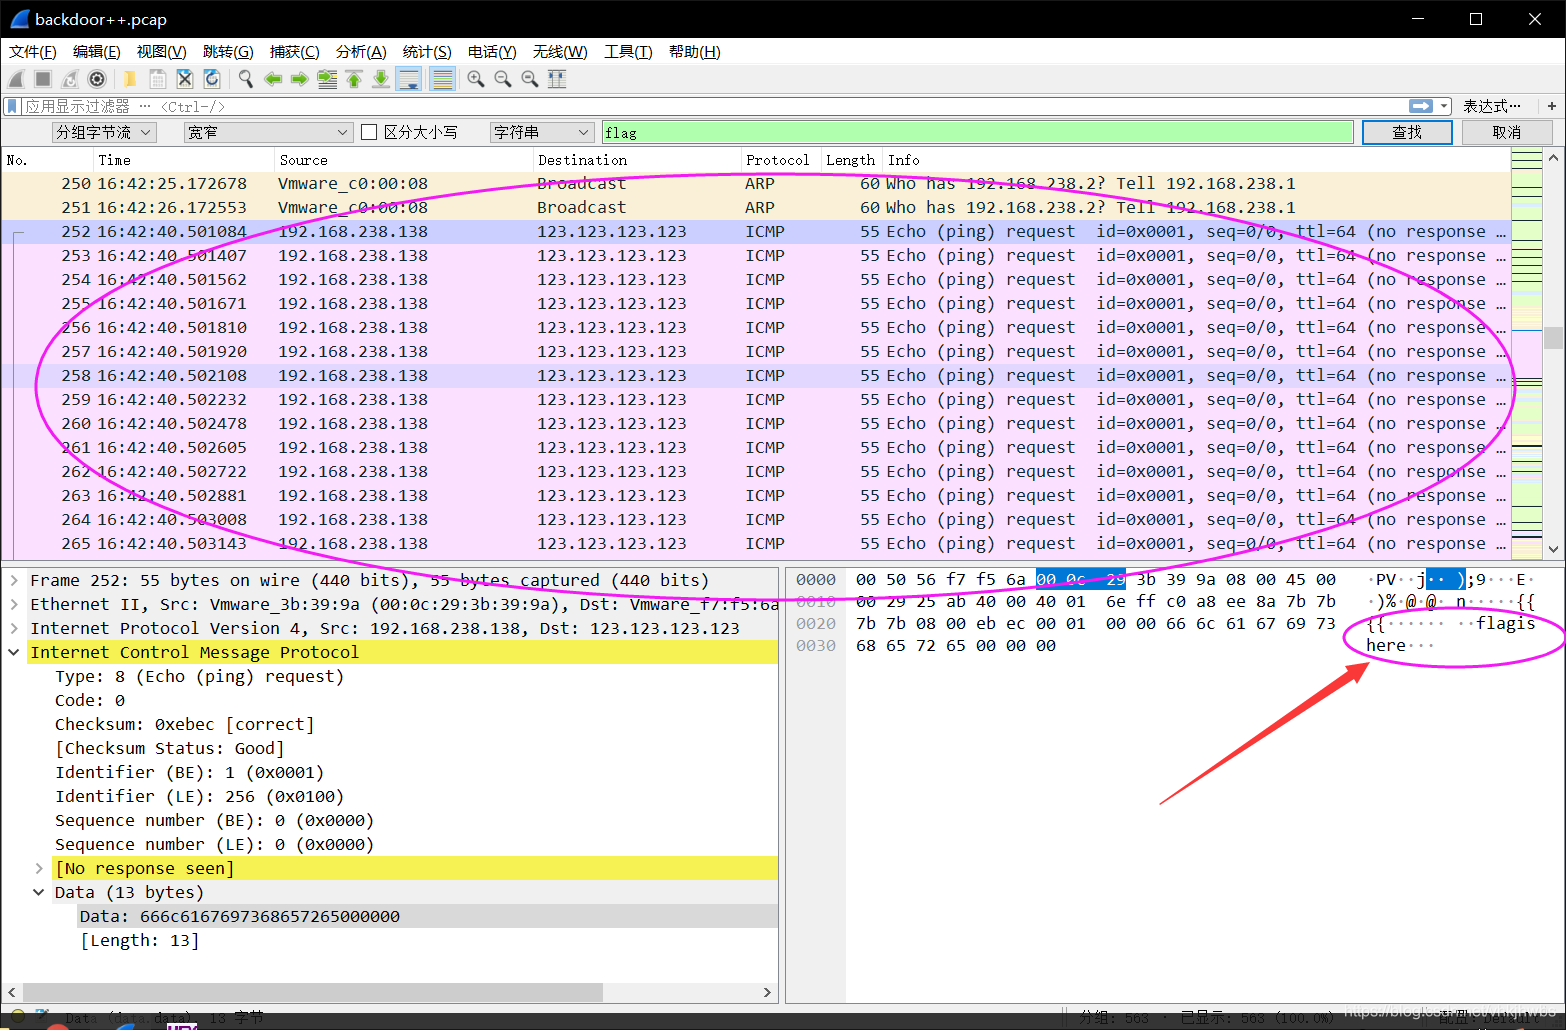 backdoor++.pcap
文件(F) 编辑(E) 视图(V) 跳转(G) 捕获(C) 分析(A) 统计(S) 电话(Y) 无线(W) 工具(T) 帮助(H)
应用显示过滤器 … <Ctrl-/> 表达式… +
分组字节流 宽窄 区分大小写 字符串 flag 查找 取消
No. Time Source Destination Protocol Length Info
250 16:42:25.172678 Vmware_c0:00:08 Broadcast ARP 60 Who has 192.168.238.2? Tell 192.168.238.1
251 16:42:26.172553 Vmware_c0:00:08 Broadcast ARP 60 Who has 192.168.238.2? Tell 192.168.238.1
252 16:42:40.501084 192.168.238.138 123.123.123.123 ICMP 55 Echo (ping) request id=0x0001, seq=0/0, ttl=64 (no response …
253 16:42:40.501407 192.168.238.138 123.123.123.123 ICMP 55 Echo (ping) request id=0x0001, seq=0/0, ttl=64 (no response …
254 16:42:40.501562 192.168.238.138 123.123.123.123 ICMP 55 Echo (ping) request id=0x0001, seq=0/0, ttl=64 (no response …
255 16:42:40.501671 192.168.238.138 123.123.123.123 ICMP 55 Echo (ping) request id=0x0001, seq=0/0, ttl=64 (no response …
256 16:42:40.501810 192.168.238.138 123.123.123.123 ICMP 55 Echo (ping) request id=0x0001, seq=0/0, ttl=64 (no response …
257 16:42:40.501920 192.168.238.138 123.123.123.123 ICMP 55 Echo (ping) request id=0x0001, seq=0/0, ttl=64 (no response …
258 16:42:40.502108 192.168.238.138 123.123.123.123 ICMP 55 Echo (ping) request id=0x0001, seq=0/0, ttl=64 (no response …
259 16:42:40.502232 192.168.238.138 123.123.123.123 ICMP 55 Echo (ping) request id=0x0001, seq=0/0, ttl=64 (no response …
260 16:42:40.502478 192.168.238.138 123.123.123.123 ICMP 55 Echo (ping) request id=0x0001, seq=0/0, ttl=64 (no response …
261 16:42:40.502605 192.168.238.138 123.123.123.123 ICMP 55 Echo (ping) request id=0x0001, seq=0/0, ttl=64 (no response …
262 16:42:40.502722 192.168.238.138 123.123.123.123 ICMP 55 Echo (ping) request id=0x0001, seq=0/0, ttl=64 (no response …
263 16:42:40.502881 192.168.238.138 123.123.123.123 ICMP 55 Echo (ping) request id=0x0001, seq=0/0, ttl=64 (no response …
264 16:42:40.503008 192.168.238.138 123.123.123.123 ICMP 55 Echo (ping) request id=0x0001, seq=0/0, ttl=64 (no response …
265 16:42:40.503143 192.168.238.138 123.123.123.123 ICMP 55 Echo (ping) request id=0x0001, seq=0/0, ttl=64 (no response …
Frame 252: 55 bytes on wire (440 bits), 55 bytes captured (440 bits)
Ethernet II, Src: Vmware_3b:39:9a (00:0c:29:3b:39:9a), Dst: Vmware_f7:f5:6a
Internet Protocol Version 4, Src: 192.168.238.138, Dst: 123.123.123.123
Internet Control Message Protocol
Type: 8 (Echo (ping) request)
Code: 0
Checksum: 0xebec [correct]
[Checksum Status: Good]
Identifier (BE): 1 (0x0001)
Identifier (LE): 256 (0x0100)
Sequence number (BE): 0 (0x0000)
Sequence number (LE): 0 (0x0000)
[No response seen]
Data (13 bytes)
Data: 666c6167697368657265000000
[Length: 13]
0000 00 50 56 f7 f5 6a 00 0c 29 3b 39 9a 08 00 45 00 ·PV··j·· );9···E·
0010 00 29 25 ab 40 00 40 01 6e ff c0 a8 ee 8a 7b 7b ·)%·@·@· n·····{{
0020 7b 7b 08 00 eb ec 00 01 00 00 66 6c 61 67 69 73 {{······ ··flagis
0030 68 65 72 65 00 00 00 here···
Data (data.data), 13 字节 分组: 563 · 已显示: 563 (100.0%) 配置: Default